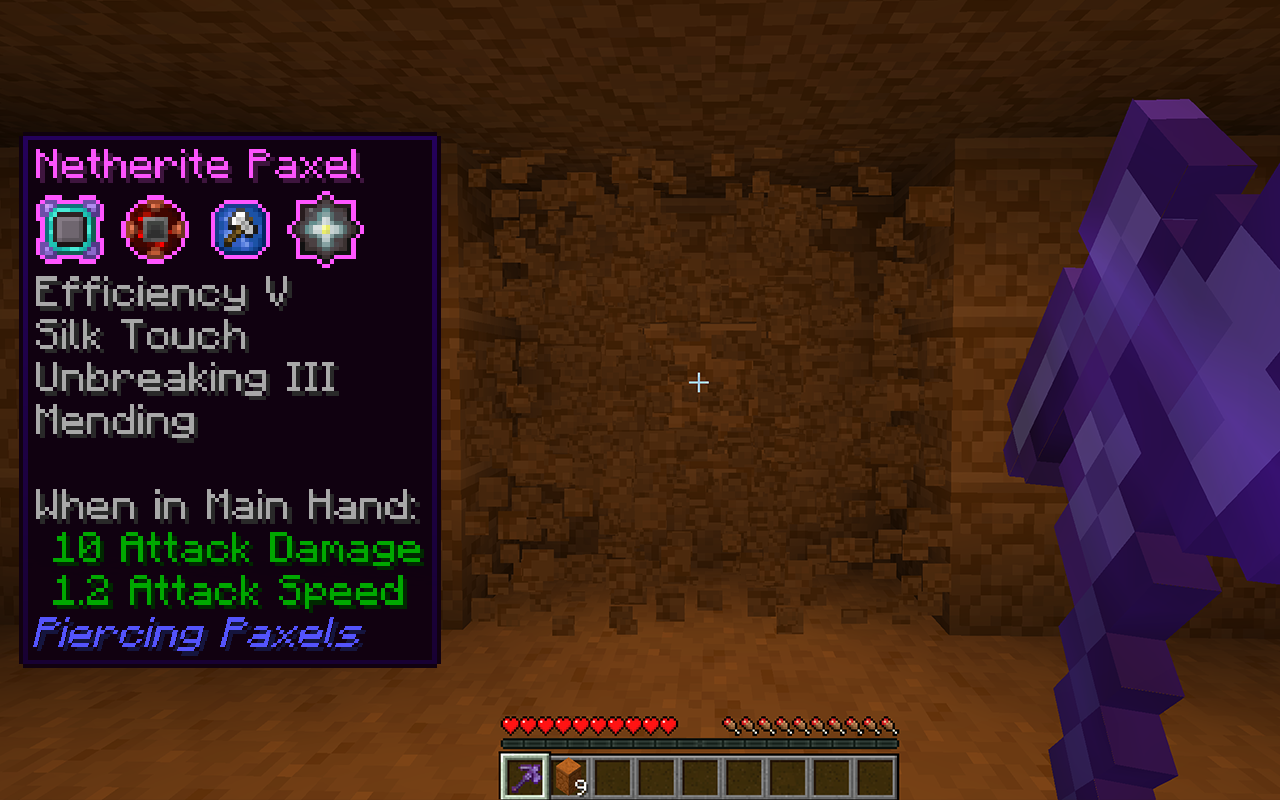 Netherite Paxel
Efficiency V
Silk Touch
Unbreaking III
Mending
When in Main Hand:
10 Attack Damage
1.2 Attack Speed
Piercing Paxels
9